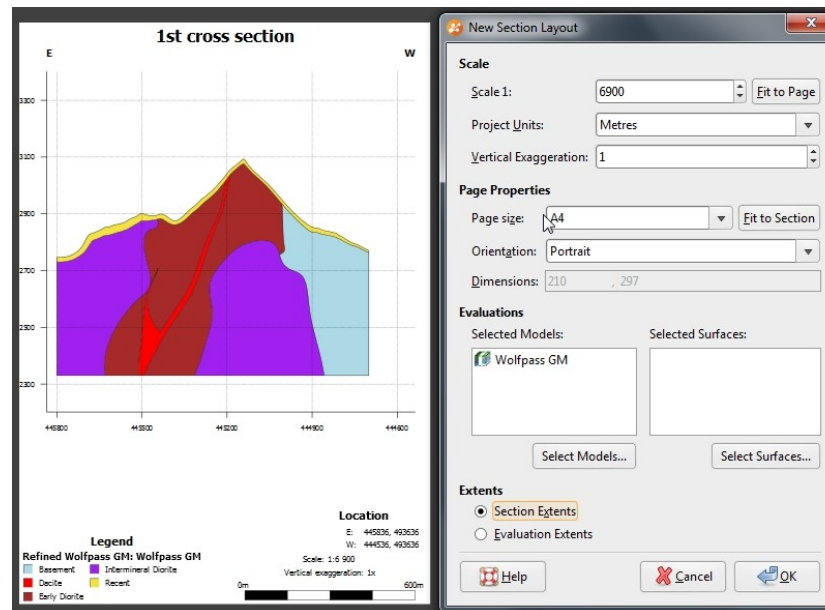 1st cross section
E
W
3300
3100
2900
2700
2500
2300
445800
445500
445200
444900
444600
Location
E: 445836, 493636
W: 444536, 493636
Legend
Refined Wolfpass GM: Wolfpass GM
Basement
Intermineral Diorite
Dacite
Recent
Early Diorite
Scale: 1:6 900
Vertical exaggeration: 1x
0m
600m
New Section Layout
Scale
Scale 1:
6900
Fit to Page
Project Units:
Metres
Vertical Exaggeration:
1
Page Properties
Page size:
A4
Fit to Section
Orientation:
Portrait
Dimensions:
210 , 297
Evaluations
Selected Models:
Selected Surfaces:
Wolfpass GM
Select Models...
Select Surfaces...
Extents
Section Extents
Evaluation Extents
Help
Cancel
OK